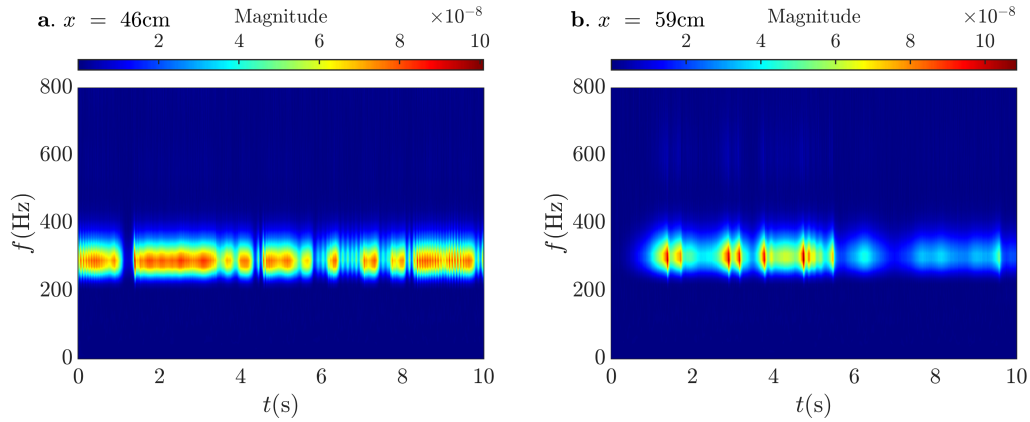 a. x = 46cm
Magnitude
×10⁻⁸
2 4 6 8 10
800
600
400
200
0
f(Hz)
0 2 4 6 8 10
t(s)
b. x = 59cm
Magnitude
×10⁻⁸
2 4 6 8 10
800
600
400
200
0
f(Hz)
0 2 4 6 8 10
t(s)